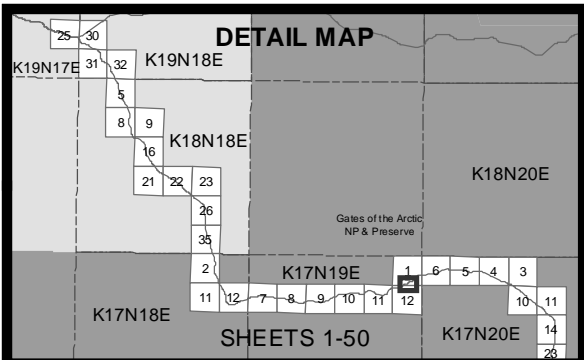 DETAIL MAP
25 30
K19N17E 31 32 K19N18E
5
8 9
K18N18E
16
21 22 23
K18N20E
26
Gates of the Arctic
NP & Preserve
35
2 K17N19E 1 6 5 4 3
11 12 7 8 9 10 11 12 10 11
K17N18E
14
SHEETS 1-50 K17N20E
23